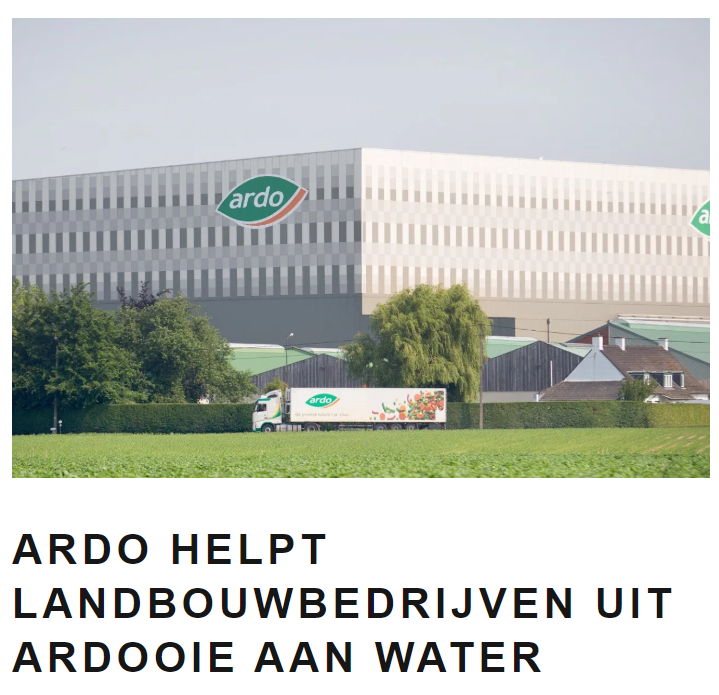 ardo
a
ardo
ARDO HELPT
LANDBOUWBEDRIJVEN UIT
ARDOOIE AAN WATER